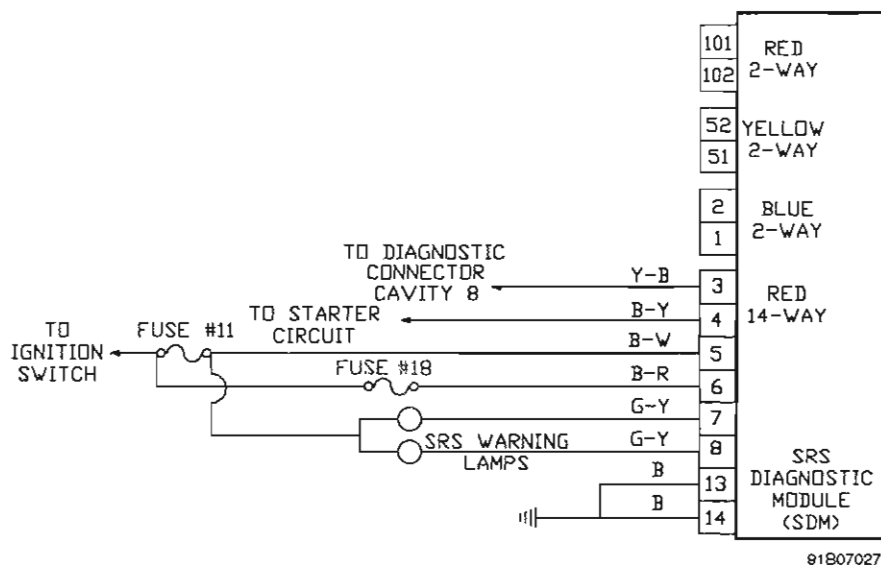 101
RED
2-WAY
102
52
YELLOW
2-WAY
51
2
BLUE
2-WAY
1
TO DIAGNOSTIC
CONNECTOR
CAVITY 8
Y-B
3
RED
14-WAY
TO STARTER
CIRCUIT
B-Y
4
TO
IGNITION
SWITCH
FUSE #11
B-W
5
FUSE #18
B-R
6
G-Y
7
SRS WARNING
LAMPS
G-Y
8
B
13
B
14
SRS
DIAGNOSTIC
MODULE
(SDM)
91B07027